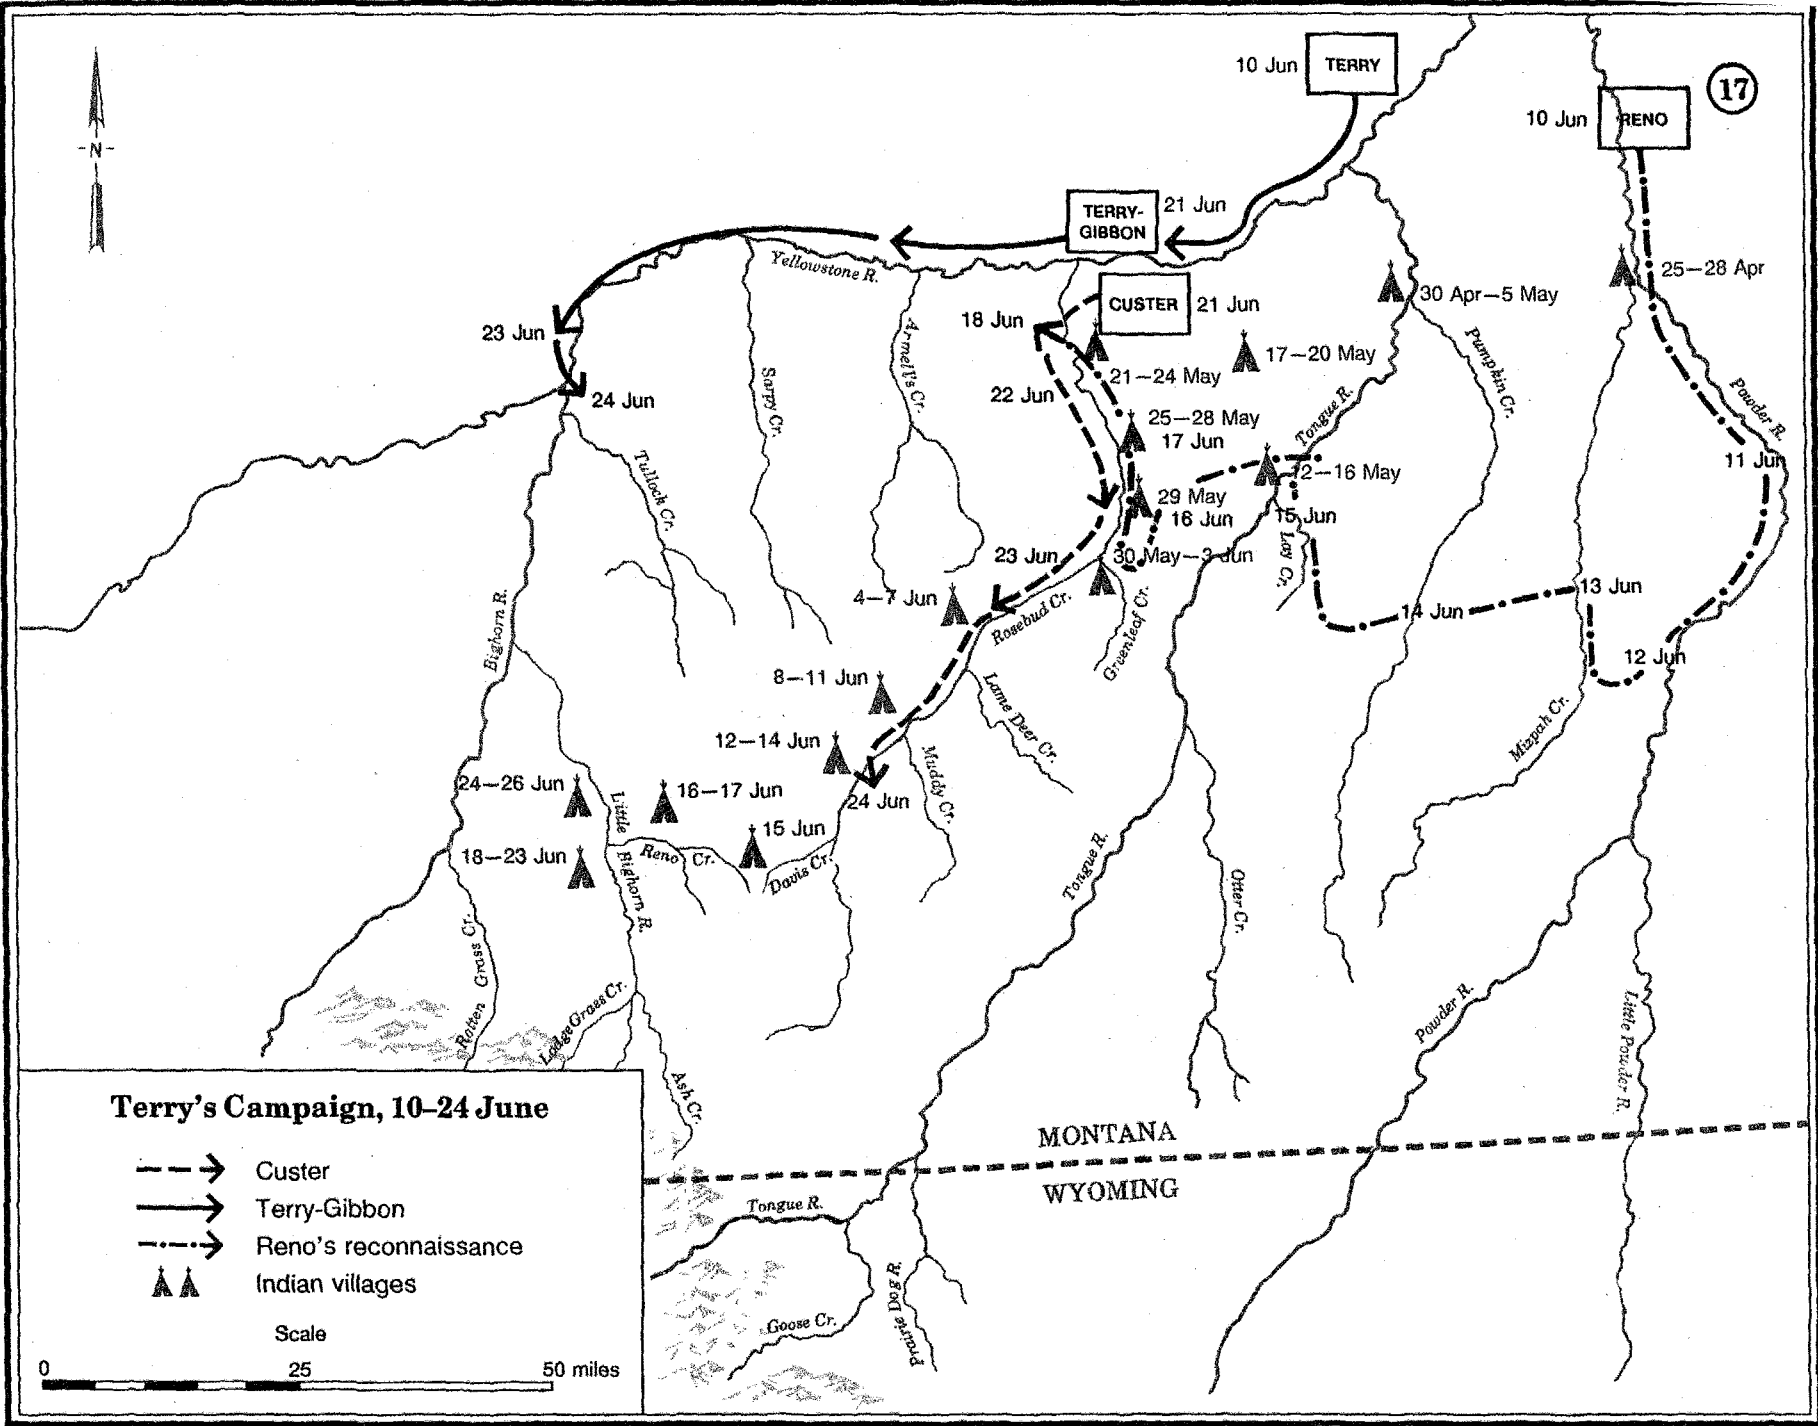 10 Jun
TERRY
17
10 Jun
RENO
TERRY-
GIBBON
21 Jun
Yellowstone R.
25–28 Apr
30 Apr–5 May
CUSTER
21 Jun
18 Jun
23 Jun
17–20 May
21–24 May
Pumpkin Cr.
Armell's Cr.
Sarpy Cr.
22 Jun
24 Jun
25–28 May
17 Jun
Tongue R.
Powder R.
11 Jun
12–16 May
Tulloch Cr.
29 May
16 Jun
15 Jun
23 Jun
30 May–3 Jun
Lay Cr.
4–7 Jun
Rosebud Cr.
Greenleaf Cr.
14 Jun
13 Jun
Bighorn R.
12 Jun
8–11 Jun
Lame Deer Cr.
Mizpah Cr.
12–14 Jun
24–26 Jun
16–17 Jun
24 Jun
Muddy Cr.
15 Jun
18–23 Jun
Little Bighorn R.
Reno Cr.
Davis Cr.
Tongue R.
Otter Cr.
Rotten Grass Cr.
Lodge Grass Cr.
Powder R.
Little Powder R.
Ash Cr.
MONTANA
WYOMING
Tongue R.
Goose Cr.
Prairie Dog R.
Terry's Campaign, 10–24 June
Custer
Terry-Gibbon
Reno's reconnaissance
Indian villages
Scale
0 25 50 miles
N